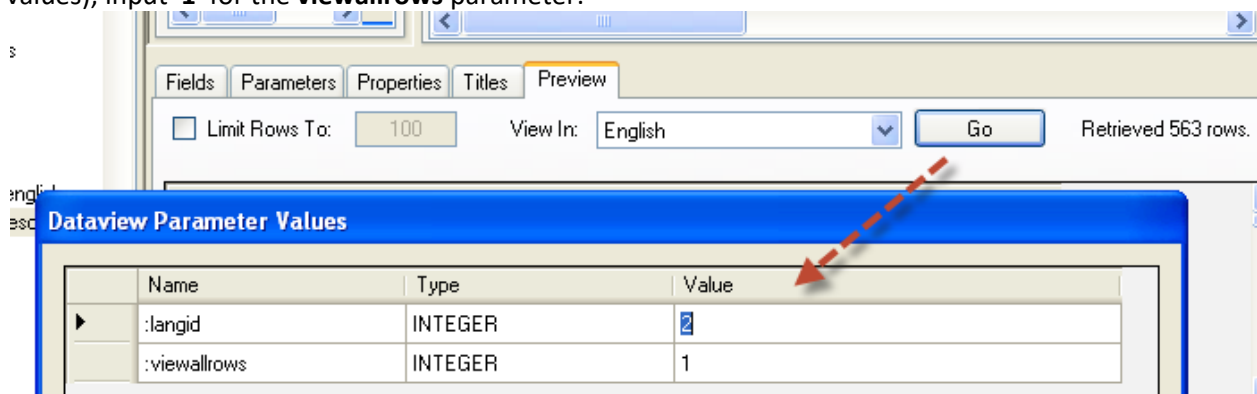 values), input '1' for the viewallrows parameter.
s
Fields Parameters Properties Titles Preview
Limit Rows To: 100 View In: English Go Retrieved 563 rows.
Dataview Parameter Values
Name Type Value
:langid INTEGER 2
:viewallrows INTEGER 1